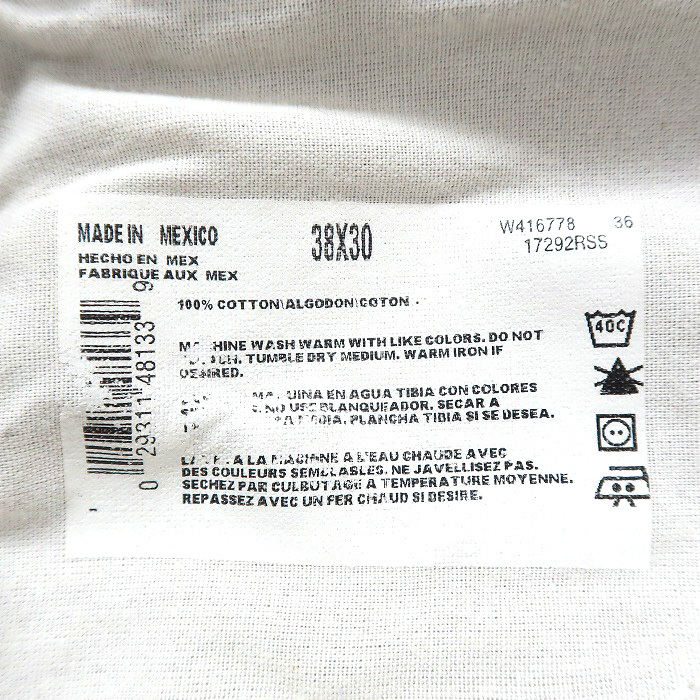 MADE IN MEXICO
HECHO EN MEX
FABRIQUE AUX MEX
38X30
W416778 36
17292RSS
100% COTTON\ALGODON\COTON
WASH WARM WITH LIKE COLORS. DO NOT
TUMBLE DRY MEDIUM. WARM IRON IF
DESIRED.
EN AGUA TIBIA CON COLORES
NO USE BLANQUEADOR. SECAR A
PLANCHA TIBIA SI SE DESEA.
A LA MACHINE A L'EAU CHAUDE AVEC
DES COULEURS SEMBLABLES. NE JAVELLISEZ PAS.
SECHEZ PAR CULBUTAGE A TEMPERATURE MOYENNE.
REPASSEZ AVEC UN FER CHAUD SI DESIRE.
0 29311 48133 9
40C